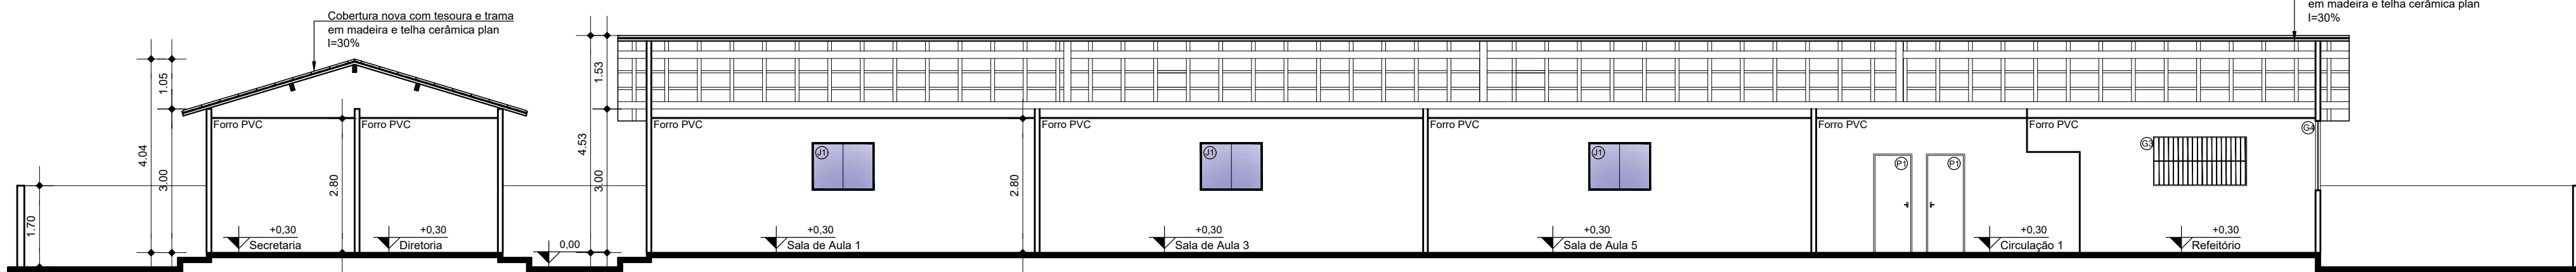 Cobertura nova com tesoura e trama
em madeira e telha cerâmica plan
I=30%
em madeira e telha cerâmica plan
I=30%
1.05
4.04
3.00
1.70
Forro PVC
Forro PVC
2.80
+0,30
Secretaria
+0,30
Diretoria
0,00
1.53
4.53
3.00
Forro PVC
Forro PVC
Forro PVC
Forro PVC
Forro PVC
J1
J1
J1
P1
P1
G3
G4
2.80
+0,30
Sala de Aula 1
+0,30
Sala de Aula 3
+0,30
Sala de Aula 5
+0,30
Circulação 1
+0,30
Refeitório